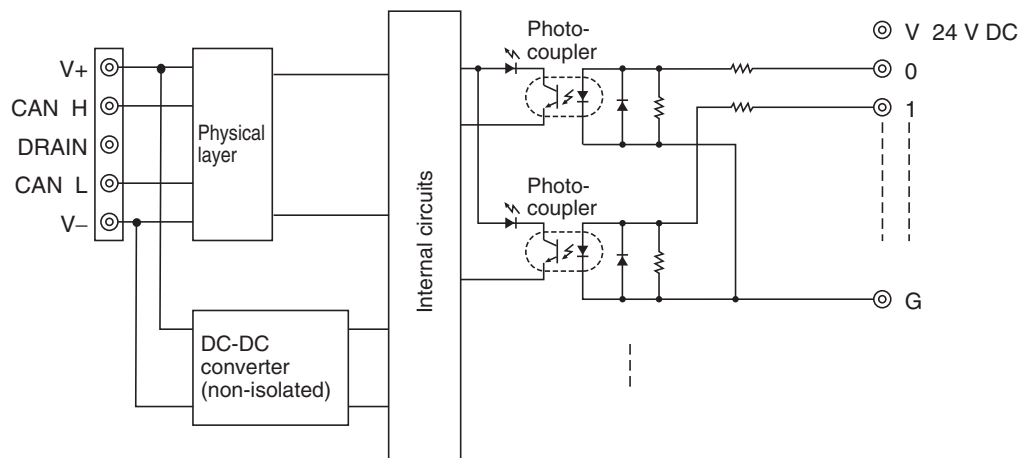 V+
CAN H
DRAIN
CAN L
V–
Physical
layer
DC-DC
converter
(non-isolated)
Internal circuits
Photo-
coupler
Photo-
coupler
V 24 V DC
0
1
G